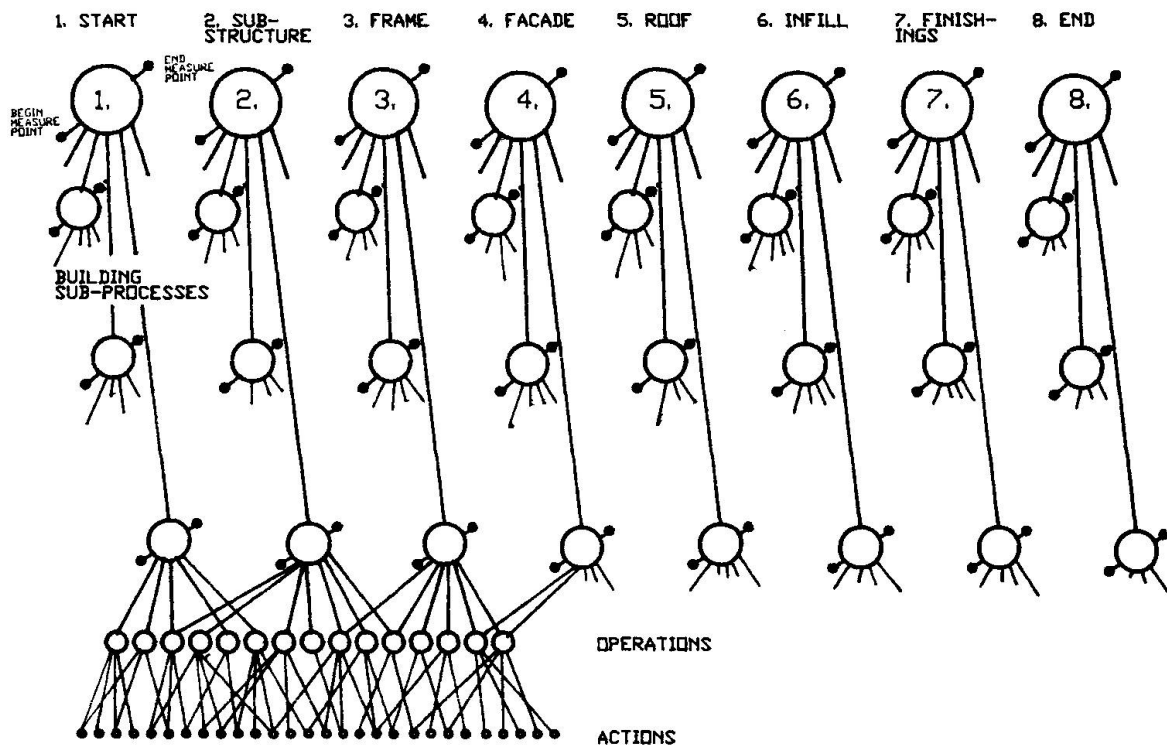 1. START
2. SUB-
STRUCTURE
3. FRAME
4. FACADE
5. ROOF
6. INFILL
7. FINISH-
INGS
8. END
END
MEASURE
POINT
1.
2.
3.
4.
5.
6.
7.
8.
BEGIN
MEASURE
POINT
BUILDING
SUB-PROCESSES
OPERATIONS
ACTIONS